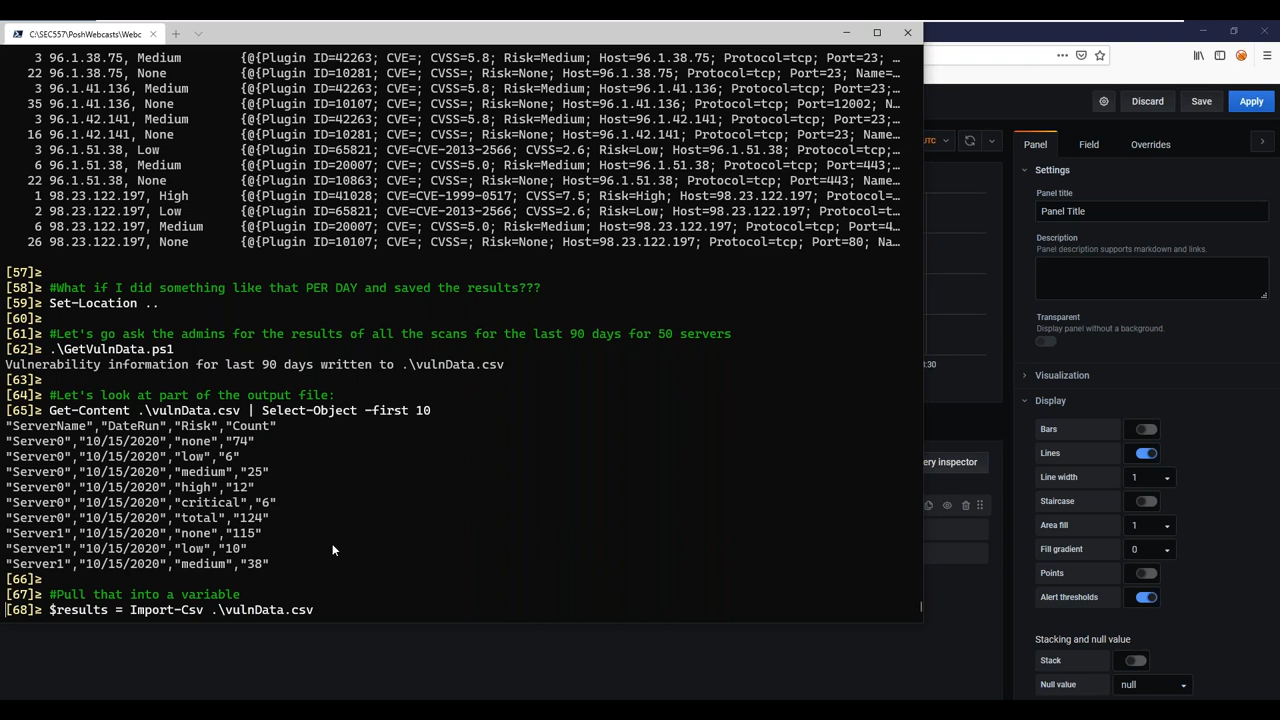 C:\SEC557\PoshWebcasts\Webc
3 96.1.38.75, Medium {@{Plugin ID=42263; CVE=; CVSS=5.8; Risk=Medium; Host=96.1.38.75; Protocol=tcp; Port=23; …
22 96.1.38.75, None {@{Plugin ID=10281; CVE=; CVSS=; Risk=None; Host=96.1.38.75; Protocol=tcp; Port=23; Name=…
3 96.1.41.136, Medium {@{Plugin ID=42263; CVE=; CVSS=5.8; Risk=Medium; Host=96.1.41.136; Protocol=tcp; Port=23;…
35 96.1.41.136, None {@{Plugin ID=10107; CVE=; CVSS=; Risk=None; Host=96.1.41.136; Protocol=tcp; Port=12002; N…
3 96.1.42.141, Medium {@{Plugin ID=42263; CVE=; CVSS=5.8; Risk=Medium; Host=96.1.42.141; Protocol=tcp; Port=23;…
16 96.1.42.141, None {@{Plugin ID=10281; CVE=; CVSS=; Risk=None; Host=96.1.42.141; Protocol=tcp; Port=23; Name…
3 96.1.51.38, Low {@{Plugin ID=65821; CVE=CVE-2013-2566; CVSS=2.6; Risk=Low; Host=96.1.51.38; Protocol=tcp;…
6 96.1.51.38, Medium {@{Plugin ID=20007; CVE=; CVSS=5.0; Risk=Medium; Host=96.1.51.38; Protocol=tcp; Port=443;…
22 96.1.51.38, None {@{Plugin ID=10863; CVE=; CVSS=; Risk=None; Host=96.1.51.38; Protocol=tcp; Port=443; Name…
1 98.23.122.197, High {@{Plugin ID=41028; CVE=CVE-1999-0517; CVSS=7.5; Risk=High; Host=98.23.122.197; Protocol=…
2 98.23.122.197, Low {@{Plugin ID=65821; CVE=CVE-2013-2566; CVSS=2.6; Risk=Low; Host=98.23.122.197; Protocol=t…
6 98.23.122.197, Medium {@{Plugin ID=20007; CVE=; CVSS=5.0; Risk=Medium; Host=98.23.122.197; Protocol=tcp; Port=4…
26 98.23.122.197, None {@{Plugin ID=10107; CVE=; CVSS=; Risk=None; Host=98.23.122.197; Protocol=tcp; Port=80; Na…
[57]≥
[58]≥ #What if I did something like that PER DAY and saved the results???
[59]≥ Set-Location ..
[60]≥
[61]≥ #Let's go ask the admins for the results of all the scans for the last 90 days for 50 servers
[62]≥ .\GetVulnData.ps1
Vulnerability information for last 90 days written to .\vulnData.csv
[63]≥
[64]≥ #Let's look at part of the output file:
[65]≥ Get-Content .\vulnData.csv | Select-Object -first 10
"ServerName","DateRun","Risk","Count"
"Server0","10/15/2020","none","74"
"Server0","10/15/2020","low","6"
"Server0","10/15/2020","medium","25"
"Server0","10/15/2020","high","12"
"Server0","10/15/2020","critical","6"
"Server0","10/15/2020","total","124"
"Server1","10/15/2020","none","115"
"Server1","10/15/2020","low","10"
"Server1","10/15/2020","medium","38"
[66]≥
[67]≥ #Pull that into a variable
[68]≥ $results = Import-Csv .\vulnData.csv
Discard Save Apply
UTC
:30
ery inspector
Panel Field Overrides
Settings
Panel title
Panel Title
Description
Panel description supports markdown and links.
Transparent
Display panel without a background.
Visualization
Display
Bars
Lines
Line width 1
Staircase
Area fill 1
Fill gradient 0
Points
Alert thresholds
Stacking and null value
Stack
Null value null